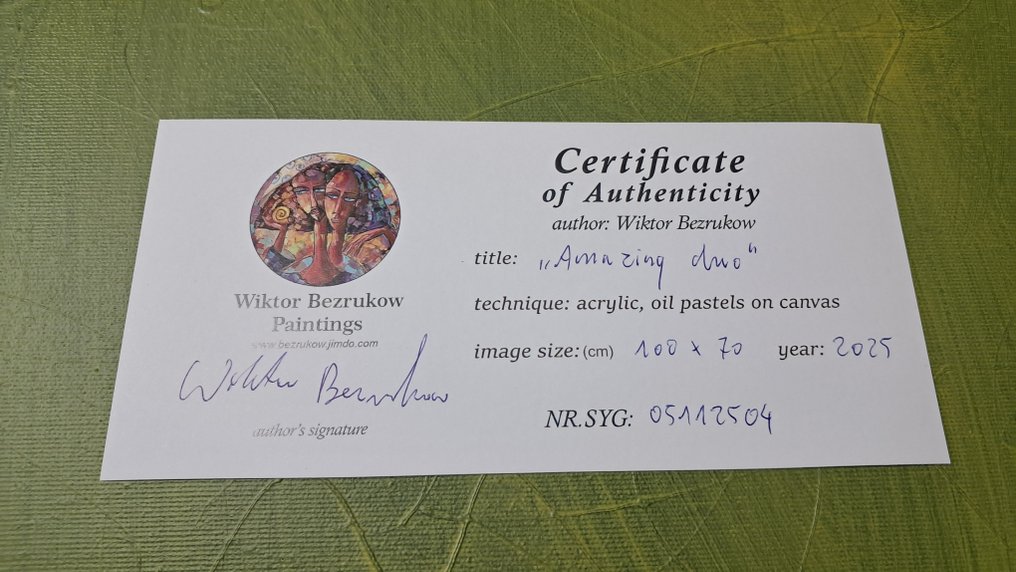 Wiktor Bezrukow
Paintings
www.bezrukow.jimdo.com
Wiktor Bezrukow
author's signature
Certificate
of Authenticity
author: Wiktor Bezrukow
title: „Amazing duo"
technique: acrylic, oil pastels on canvas
image size: (cm) 100 x 70 year: 2025
NR.SYG: 05112504